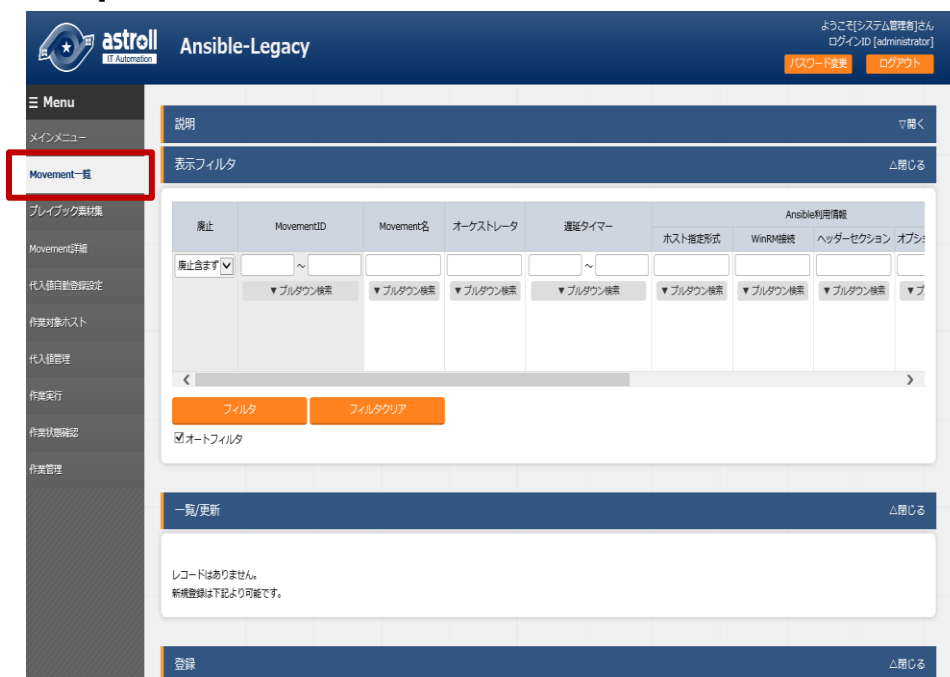 astroll
IT Automation
Ansible-Legacy
ようこそ[システム管理者]さん
ログインID [administrator]
パスワード変更 ログアウト
Menu
メインメニュー
Movement一覧
プレイブック素材集
Movement詳細
代入値自動登録設定
作業対象ホスト
代入値管理
作業実行
作業状態確認
作業管理
説明 ▽開く
表示フィルタ △閉じる
廃止 MovementID Movement名 オーケストレータ 遅延タイマー Ansible利用情報
ホスト指定形式 WinRM接続 ヘッダーセクション オプショ
廃止含まず ～ ～
▼プルダウン検索 ▼プルダウン検索 ▼プルダウン検索 ▼プルダウン検索 ▼プルダウン検索 ▼プルダウン検索 ▼プルダウン検索 ▼プ
フィルタ フィルタクリア
オートフィルタ
一覧/更新 △閉じる
レコードはありません。
新規登録は下記より可能です。
登録 △閉じる